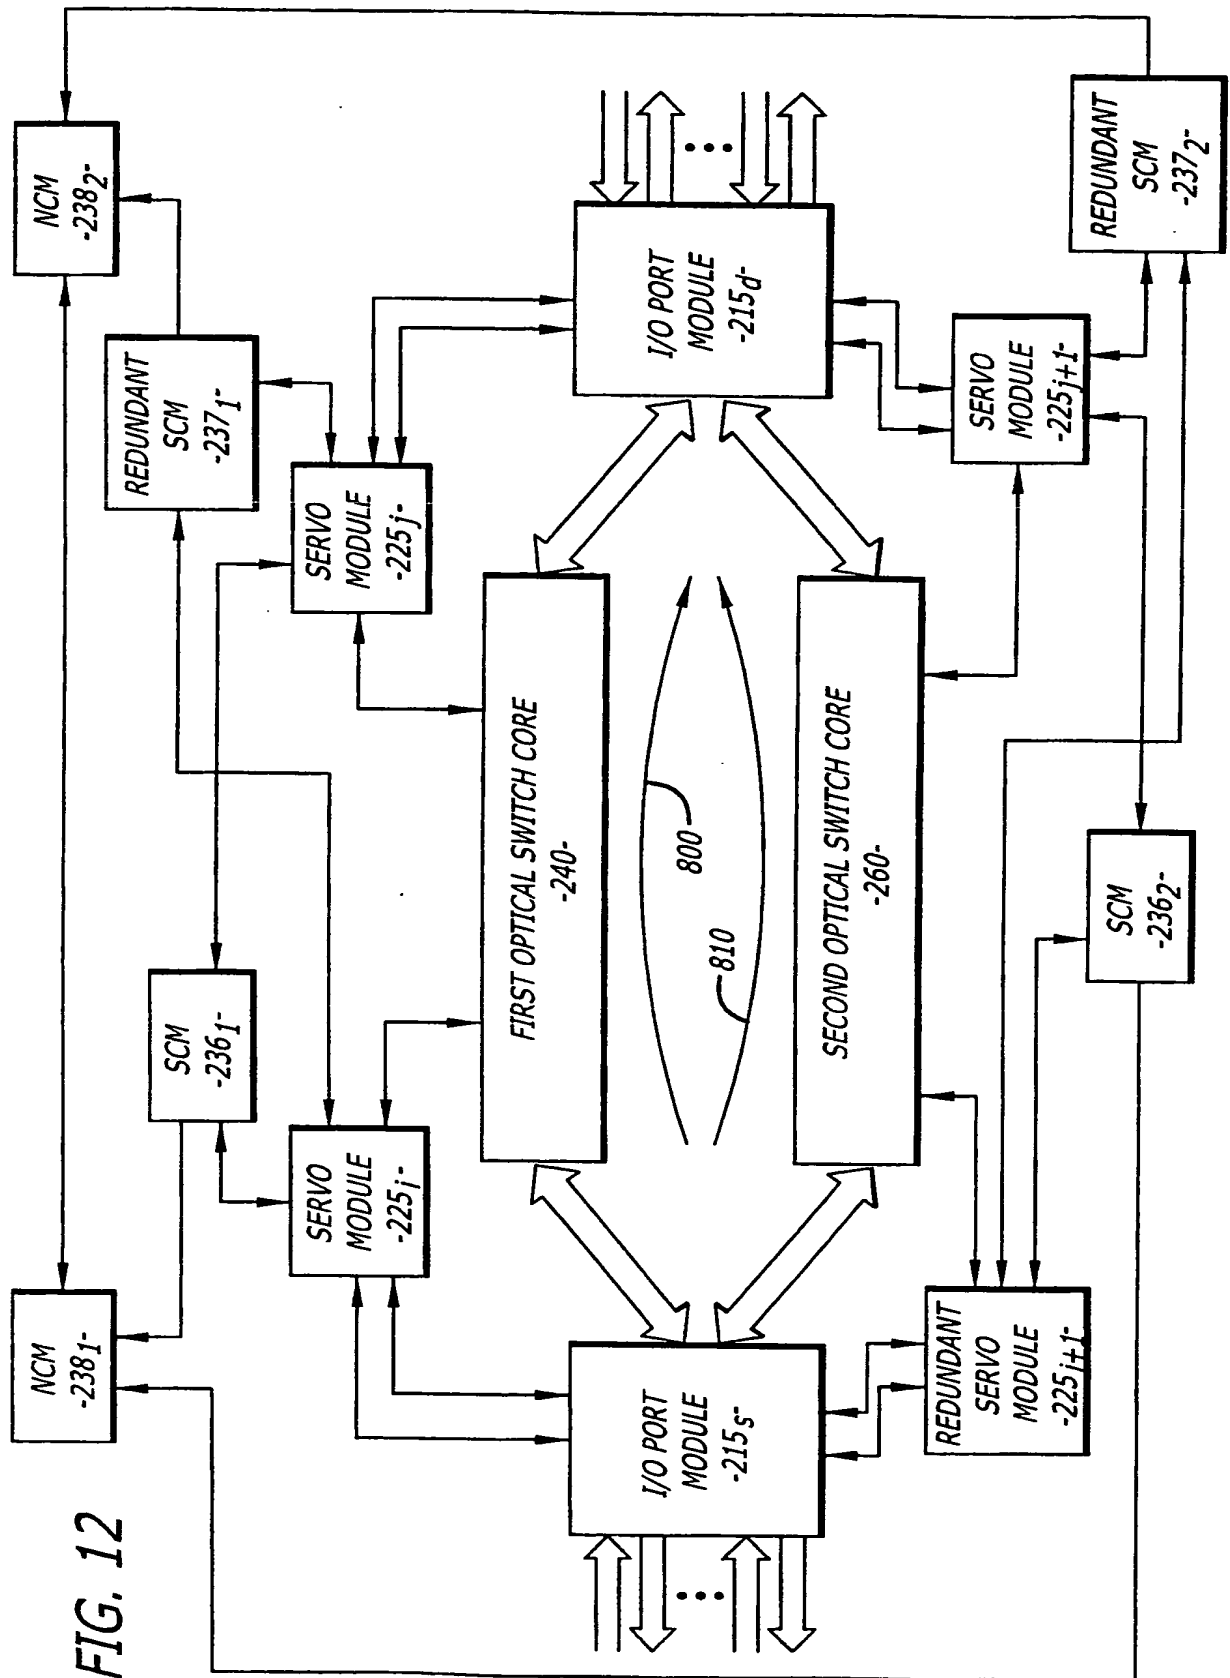 FIG. 12
NCM
-238₁-
NCM
-238₂-
SCM
-236₁-
REDUNDANT
SCM
-237₁-
SERVO
MODULE
-225ᵢ-
SERVO
MODULE
-225ⱼ-
FIRST OPTICAL SWITCH CORE
-240-
I/O PORT
MODULE
-215ₛ-
800
810
I/O PORT
MODULE
-215d-
SECOND OPTICAL SWITCH CORE
-260-
REDUNDANT
SERVO
MODULE
-225i+1-
SERVO
MODULE
-225j+1-
SCM
-236₂-
REDUNDANT
SCM
-237₂-